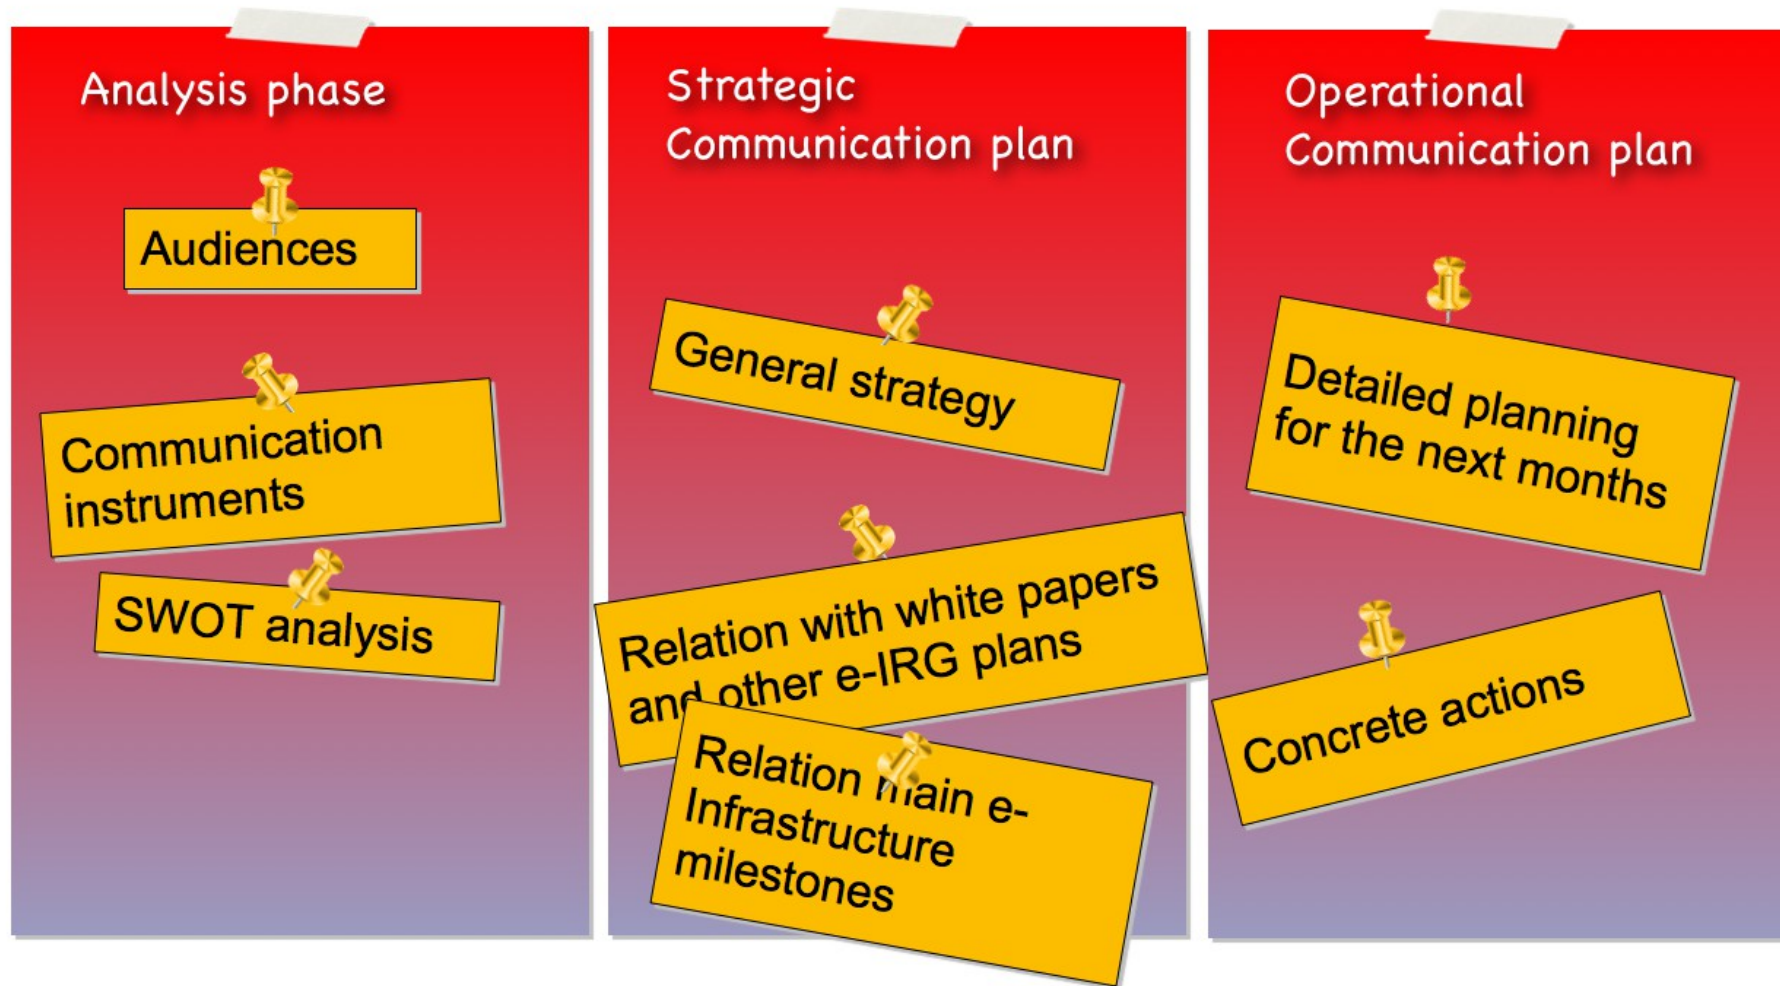 Analysis phase
Audiences
Communication
instruments
SWOT analysis
Strategic
Communication plan
General strategy
Relation with white papers
and other e-IRG plans
Relation main e-
Infrastructure
milestones
Operational
Communication plan
Detailed planning
for the next months
Concrete actions